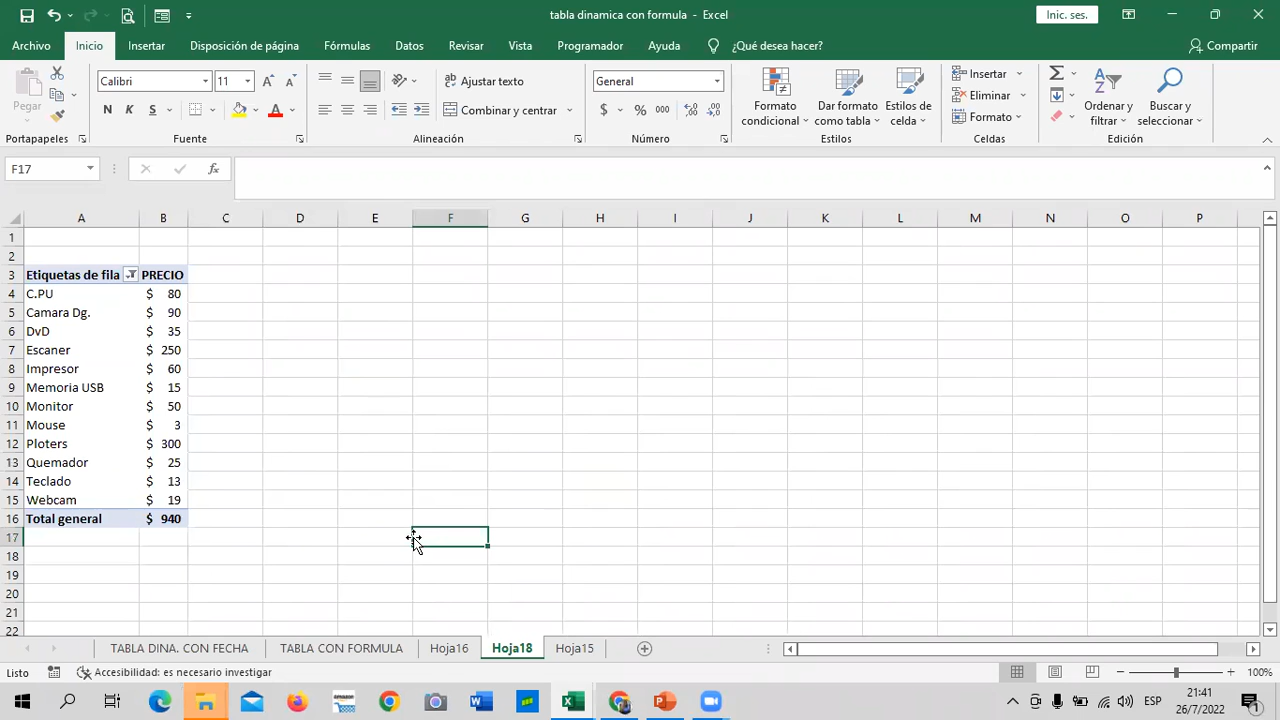 tabla dinamica con formula - Excel
Inic. ses.
Archivo Inicio Insertar Disposición de página Fórmulas Datos Revisar Vista Programador Ayuda ¿Qué desea hacer? Compartir
Pegar
Calibri 11
N K S A
Ajustar texto
Combinar y centrar
General
$ % 000
Formato condicional
Dar formato como tabla
Estilos de celda
Insertar
Eliminar
Formato
Ordenar y filtrar
Buscar y seleccionar
Portapapeles Fuente Alineación Número Estilos Celdas Edición
F17 fx
A B C D E F G H I J K L M N O P
1
2
3 Etiquetas de fila PRECIO
4 C.PU $ 80
5 Camara Dg. $ 90
6 DvD $ 35
7 Escaner $ 250
8 Impresor $ 60
9 Memoria USB $ 15
10 Monitor $ 50
11 Mouse $ 3
12 Ploters $ 300
13 Quemador $ 25
14 Teclado $ 13
15 Webcam $ 19
16 Total general $ 940
17
18
19
20
21
22
TABLA DINA. CON FECHA TABLA CON FORMULA Hoja16 Hoja18 Hoja15
Listo Accesibilidad: es necesario investigar 100%
ESP 21:41
26/7/2022